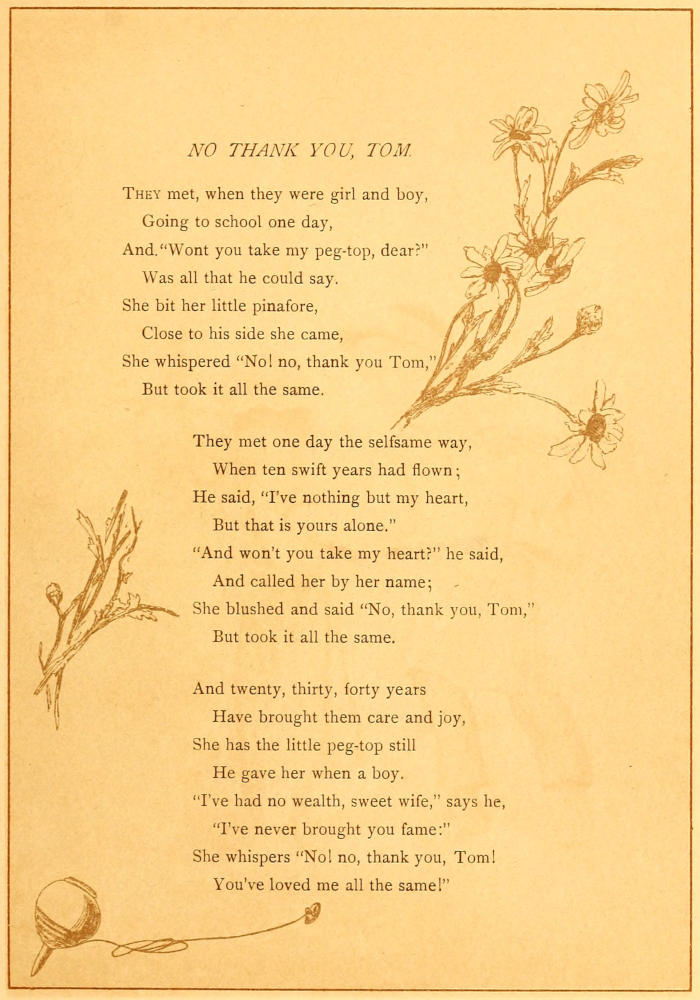 NO THANK YOU, TOM.
THEY met, when they were girl and boy,
Going to school one day,
And.“Wont you take my peg-top, dear?”
Was all that he could say.
She bit her little pinafore,
Close to his side she came,
She whispered “No! no, thank you Tom,”
But took it all the same.
They met one day the selfsame way,
When ten swift years had flown;
He said, “I’ve nothing but my heart,
But that is yours alone.”
“And won’t you take my heart?” he said,
And called her by her name;
She blushed and said “No, thank you, Tom,”
But took it all the same.
And twenty, thirty, forty years
Have brought them care and joy,
She has the little peg-top still
He gave her when a boy.
“I’ve had no wealth, sweet wife,” says he,
“I’ve never brought you fame:”
She whispers “No! no, thank you, Tom!
You’ve loved me all the same!”